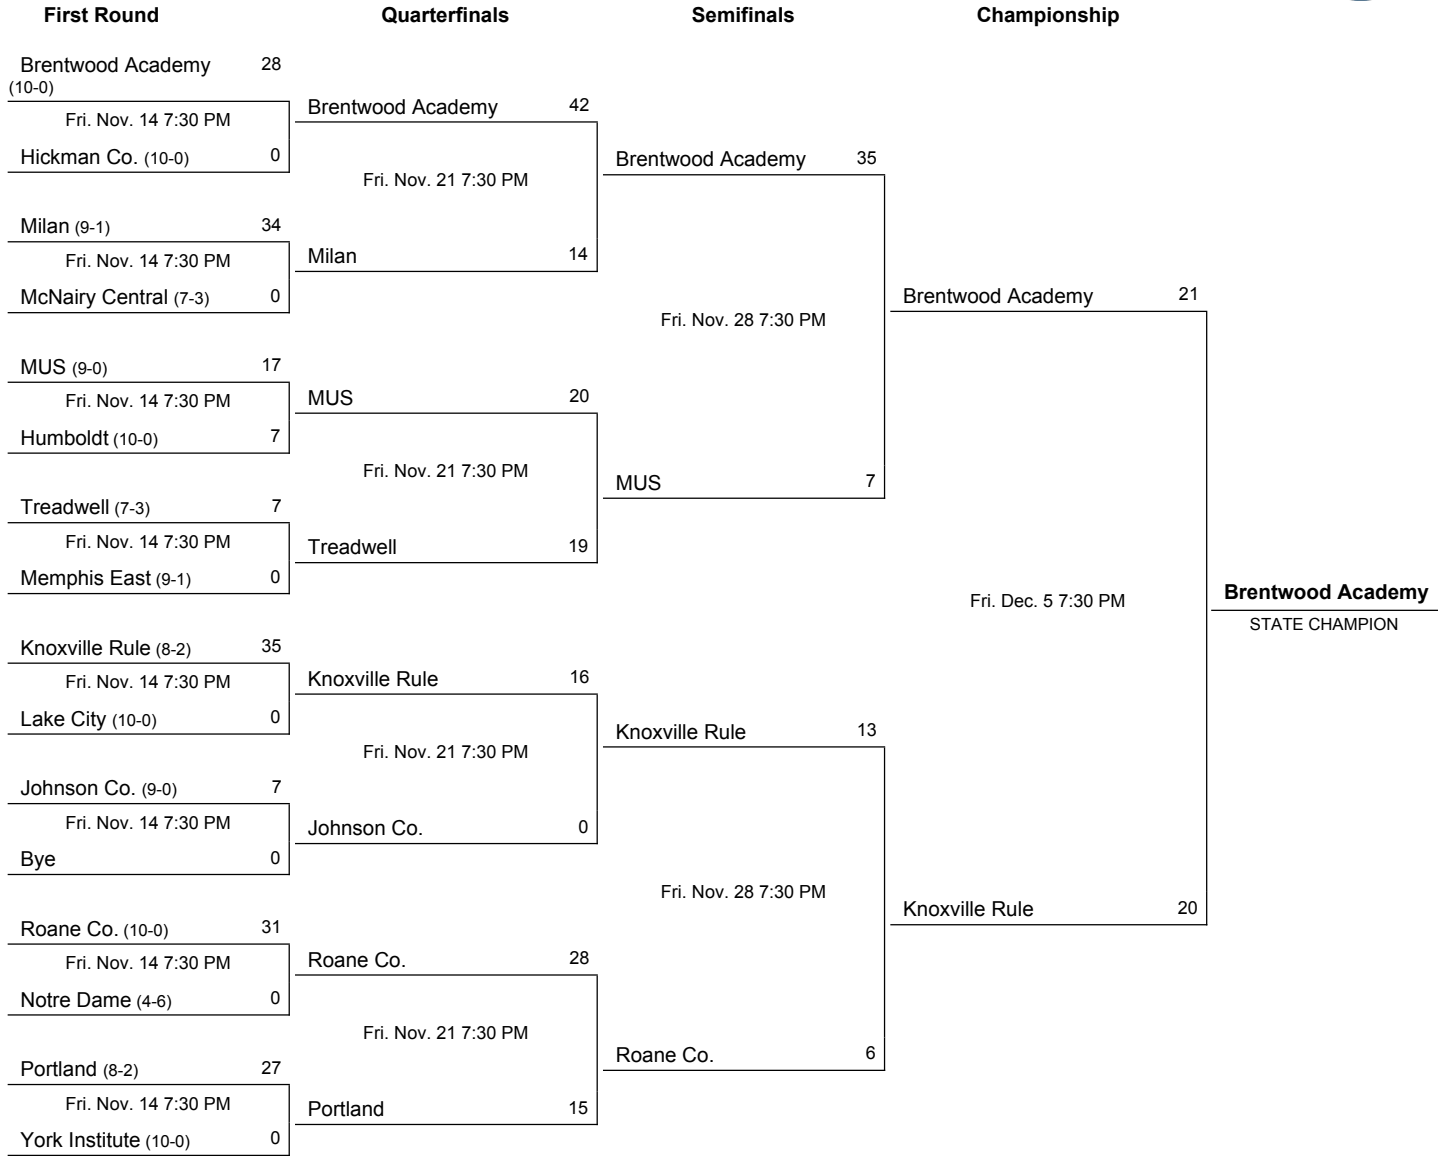 First Round Quarterfinals Semifinals Championship
Brentwood Academy 28
(10-0)
Fri. Nov. 14 7:30 PM
Hickman Co. (10-0) 0
Milan (9-1) 34
Fri. Nov. 14 7:30 PM
McNairy Central (7-3) 0
MUS (9-0) 17
Fri. Nov. 14 7:30 PM
Humboldt (10-0) 7
Treadwell (7-3) 7
Fri. Nov. 14 7:30 PM
Memphis East (9-1) 0
Knoxville Rule (8-2) 35
Fri. Nov. 14 7:30 PM
Lake City (10-0) 0
Johnson Co. (9-0) 7
Fri. Nov. 14 7:30 PM
Bye 0
Roane Co. (10-0) 31
Fri. Nov. 14 7:30 PM
Notre Dame (4-6) 0
Portland (8-2) 27
Fri. Nov. 14 7:30 PM
York Institute (10-0) 0
Brentwood Academy 42
Fri. Nov. 21 7:30 PM
Milan 14
MUS 20
Fri. Nov. 21 7:30 PM
Treadwell 19
Knoxville Rule 16
Fri. Nov. 21 7:30 PM
Johnson Co. 0
Roane Co. 28
Fri. Nov. 21 7:30 PM
Portland 15
Brentwood Academy 35
Fri. Nov. 28 7:30 PM
MUS 7
Knoxville Rule 13
Fri. Nov. 28 7:30 PM
Roane Co. 6
Brentwood Academy 21
Fri. Dec. 5 7:30 PM
Knoxville Rule 20
Brentwood Academy
STATE CHAMPION